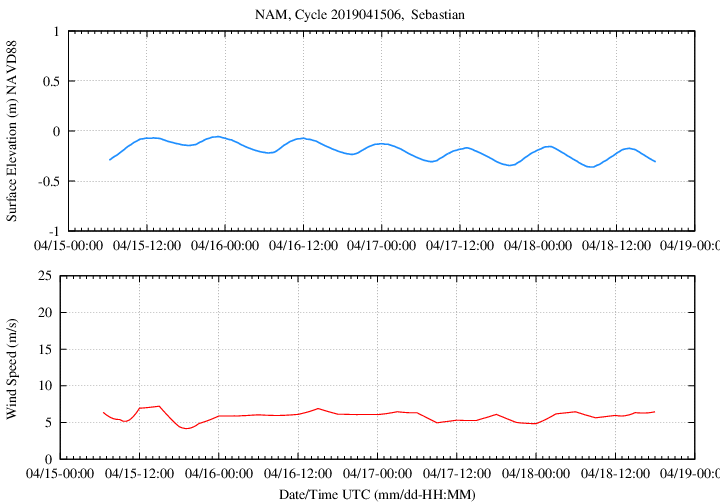 NAM, Cycle 2019041506, Sebastian
Surface Elevation (m) NAVD88
1
0.5
0
-0.5
-1
04/15-00:00 04/15-12:00 04/16-00:00 04/16-12:00 04/17-00:00 04/17-12:00 04/18-00:00 04/18-12:00 04/19-0
Wind Speed (m/s)
25
20
15
10
5
0
04/15-00:00 04/15-12:00 04/16-00:00 04/16-12:00 04/17-00:00 04/17-12:00 04/18-00:00 04/18-12:00 04/19-0
Date/Time UTC (mm/dd-HH:MM)